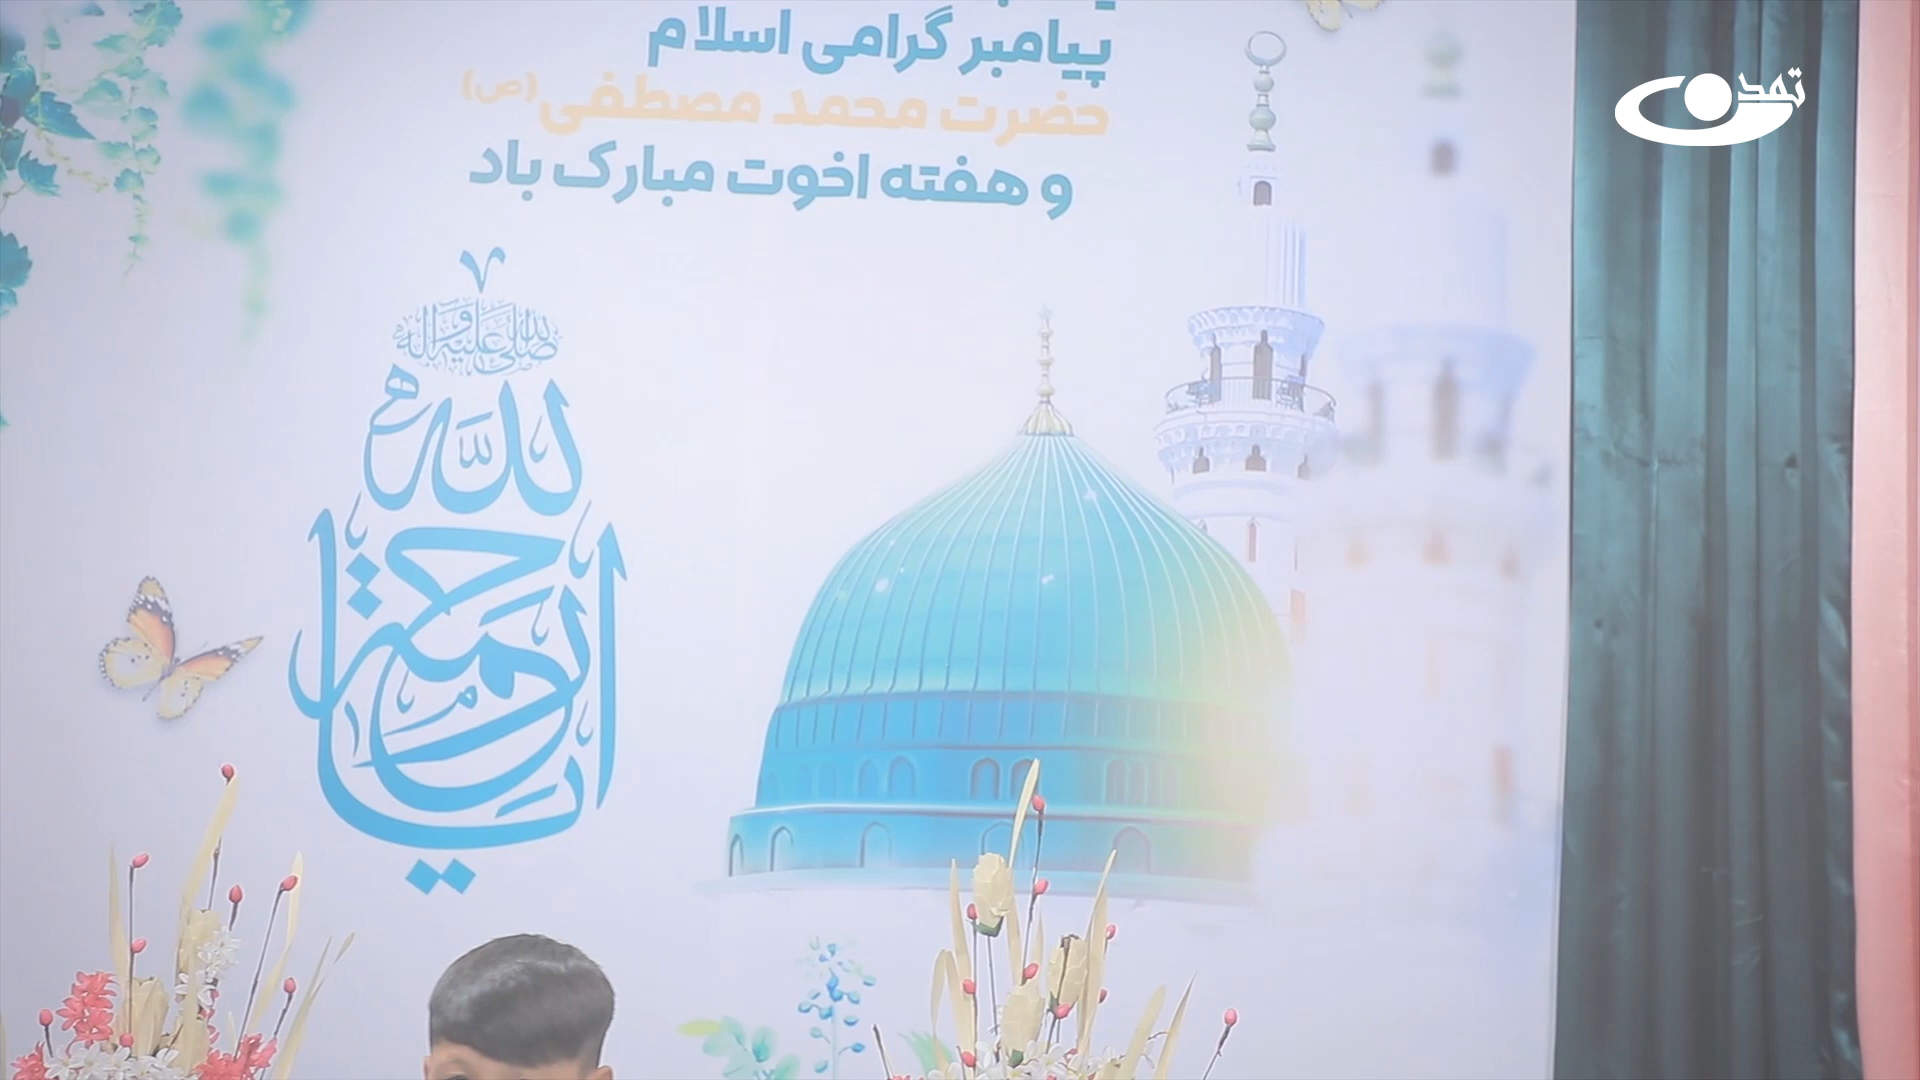 پیامبر گرامی اسلام
حضرت محمد مصطفی (ص)
و هفته اخوت مبارک باد
صلی الله علیه و آله
یا رحمة الله
تمدن